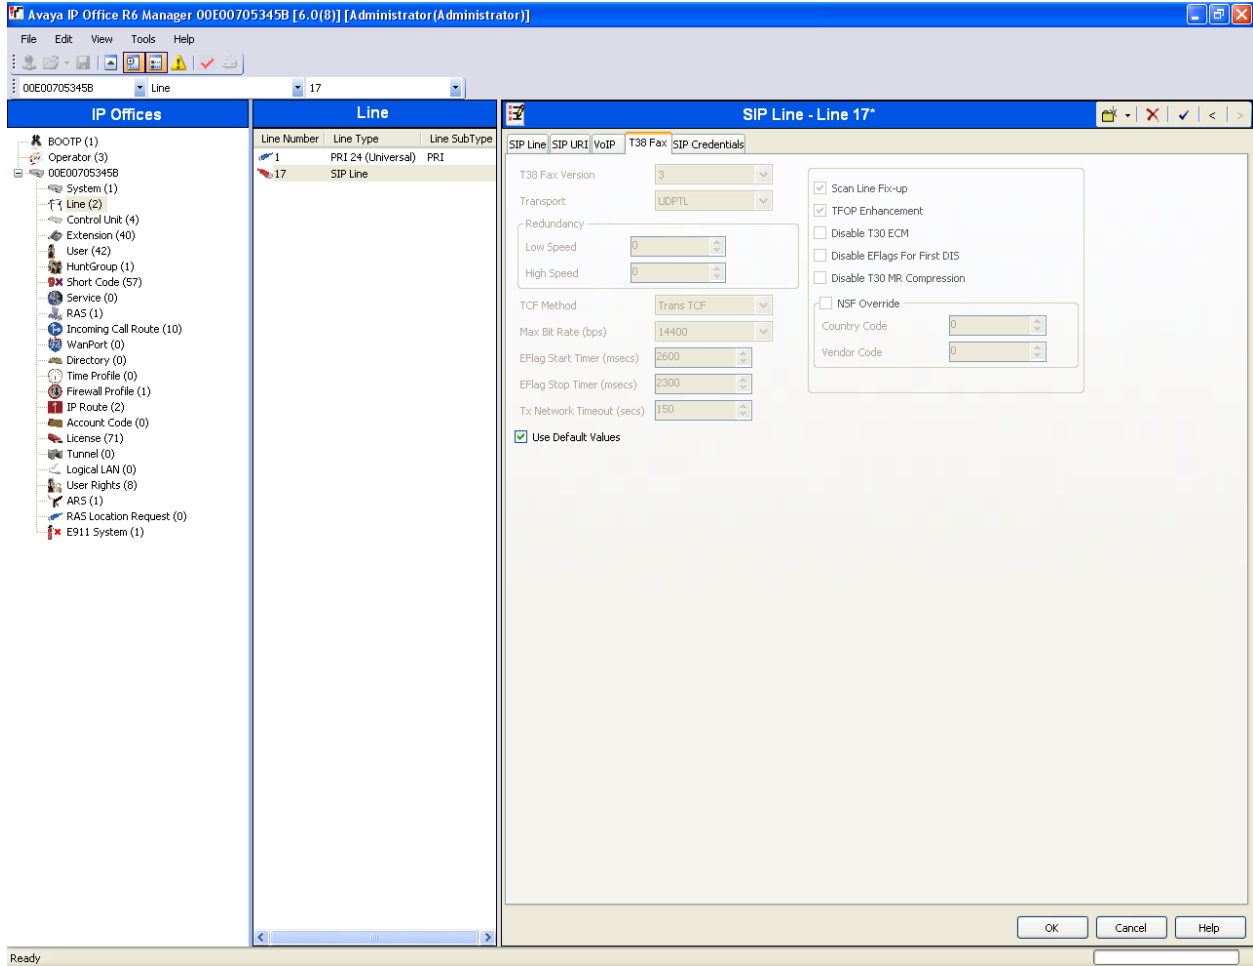 Avaya IP Office R6 Manager 00E00705345B [6.0(8)] [Administrator(Administrator)]
File Edit View Tools Help
00E00705345B Line 17
IP Offices
BOOTP (1)
Operator (3)
00E00705345B
System (1)
Line (2)
Control Unit (4)
Extension (40)
User (42)
HuntGroup (1)
Short Code (57)
Service (0)
RAS (1)
Incoming Call Route (10)
WanPort (0)
Directory (0)
Time Profile (0)
Firewall Profile (1)
IP Route (2)
Account Code (0)
License (71)
Tunnel (0)
Logical LAN (0)
User Rights (8)
ARS (1)
RAS Location Request (0)
E911 System (1)
Line
Line Number Line Type Line SubType
1 PRI 24 (Universal) PRI
17 SIP Line
SIP Line - Line 17*
SIP Line SIP URI VoIP T38 Fax SIP Credentials
T38 Fax Version 3
Transport UDPTL
Redundancy
Low Speed 0
High Speed 0
TCF Method Trans TCF
Max Bit Rate (bps) 14400
EFlag Start Timer (msecs) 2600
EFlag Stop Timer (msecs) 2300
Tx Network Timeout (secs) 150
Use Default Values
Scan Line Fix-up
TFOP Enhancement
Disable T30 ECM
Disable EFlags For First DIS
Disable T30 MR Compression
NSF Override
Country Code 0
Vendor Code 0
OK Cancel Help
Ready